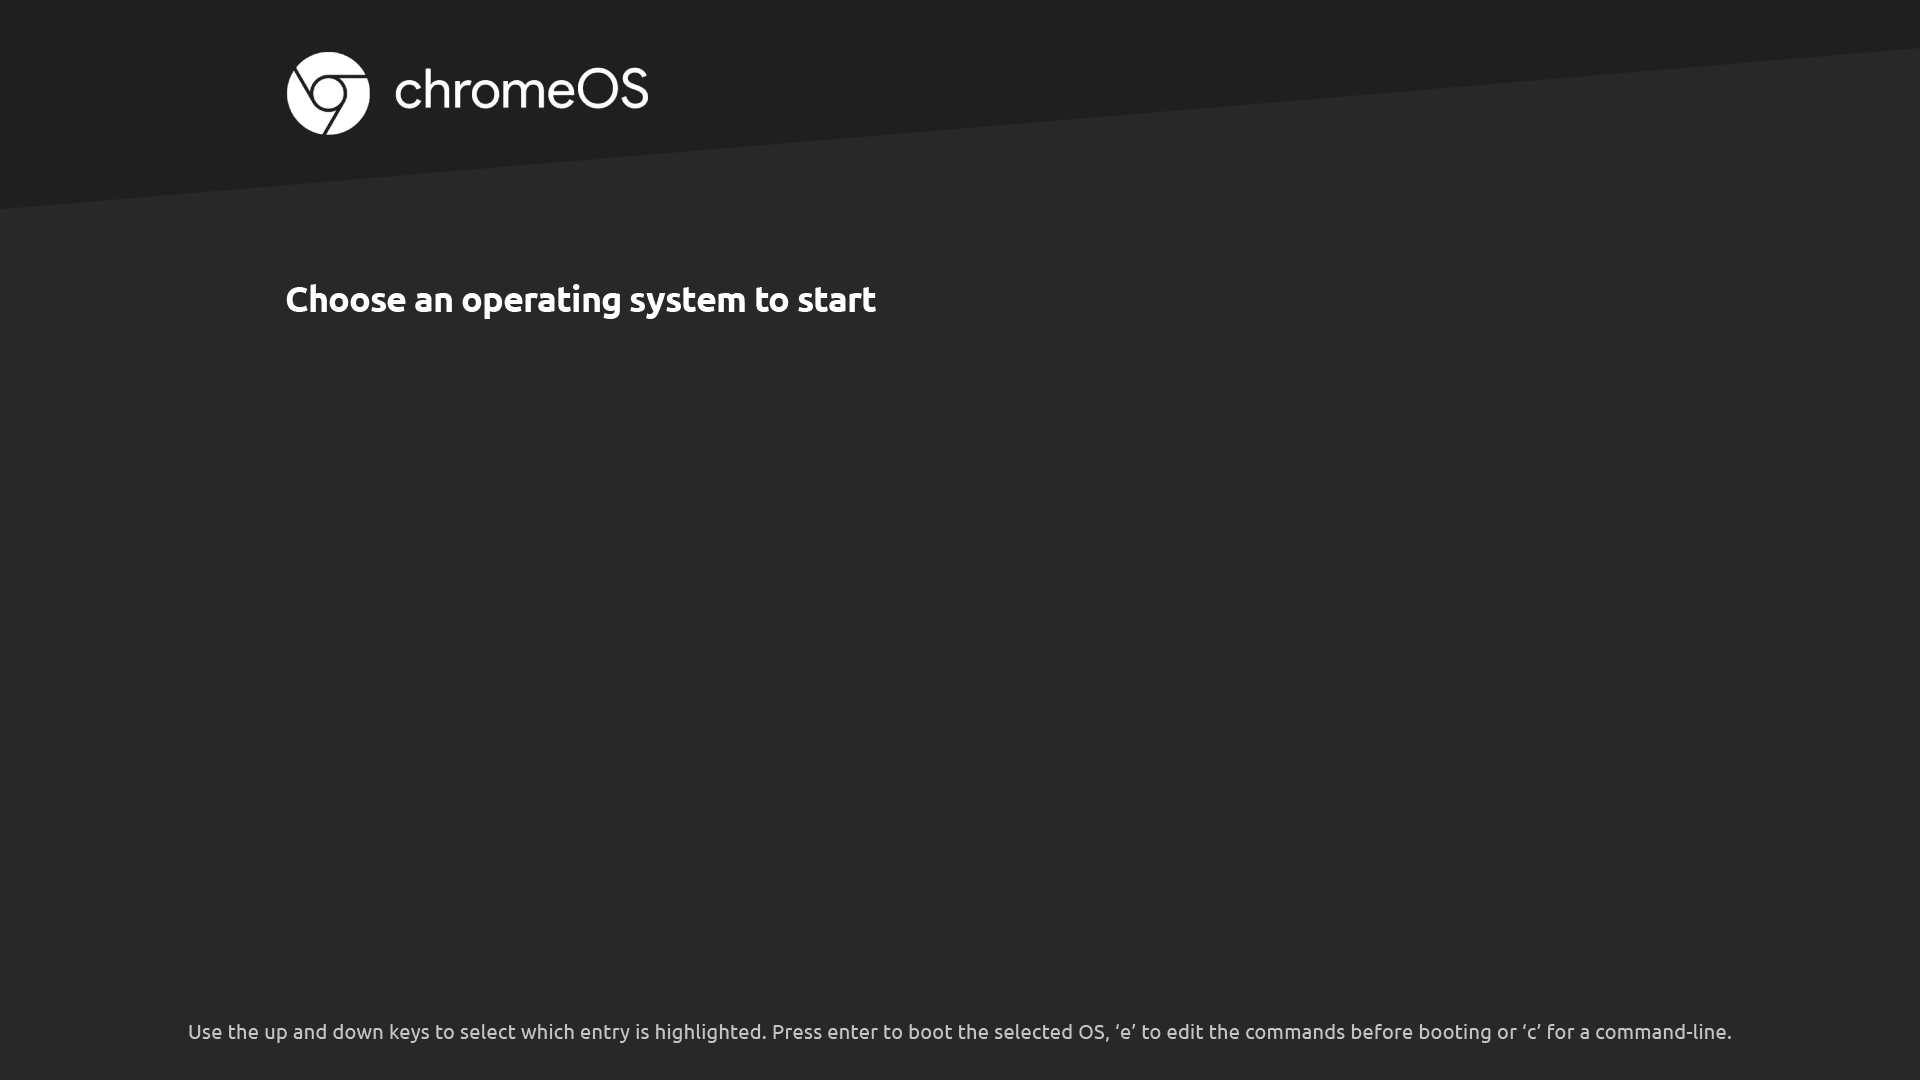 chromeOS
Choose an operating system to start
Use the up and down keys to select which entry is highlighted. Press enter to boot the selected OS, ‘e’ to edit the commands before booting or ‘c’ for a command-line.